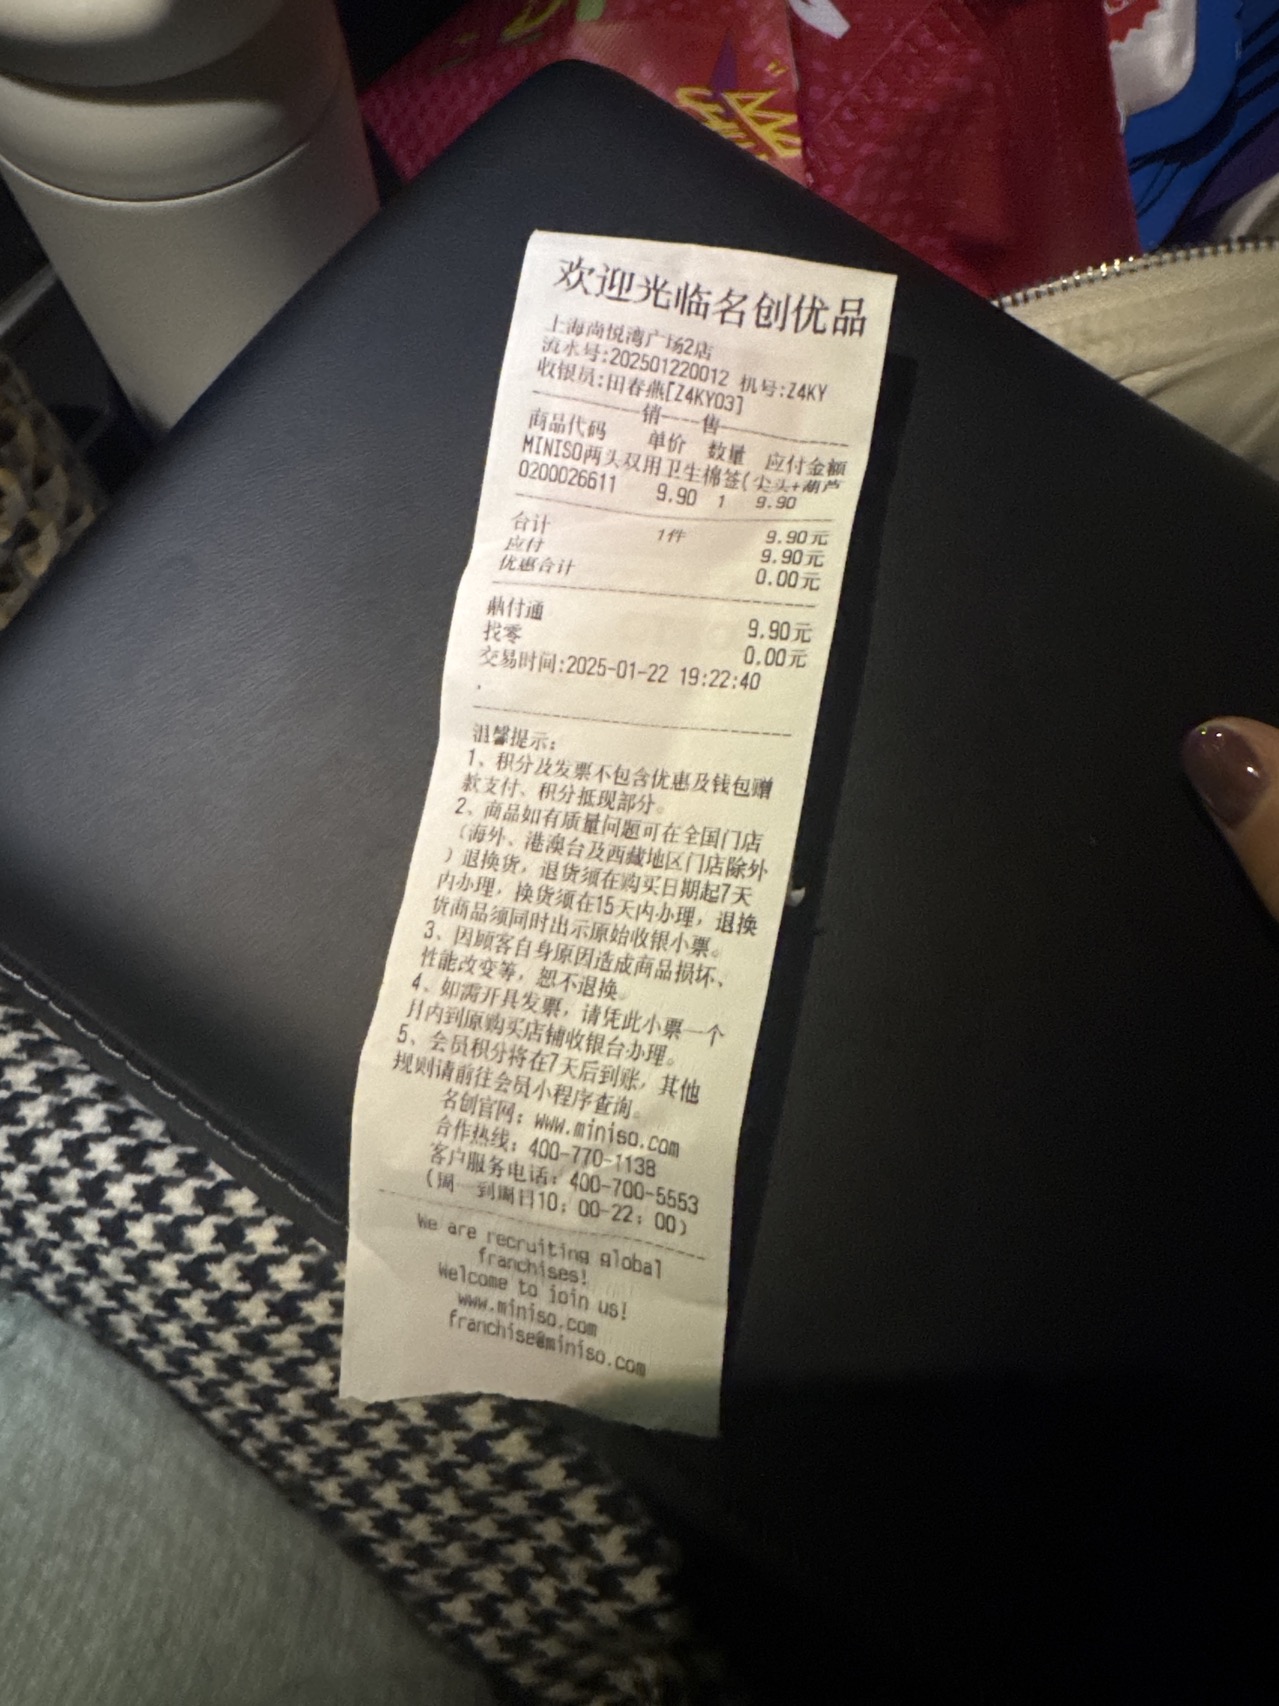 欢迎光临名创优品
上海尚悦湾广场2店
流水号:202501220012 机号:Z4KY
收银员:田春燕[Z4KY03]
销----售
商品代码 单价 数量 应付金额
MINISO两头双用卫生棉签(尖头+葫芦
0200026611 9.90 1 9.90
合计 1件 9.90元
应付 9.90元
优惠合计 0.00元
付通 9.90元
找零 0.00元
交易时间:2025-01-22 19:22:40
温馨提示:
1、积分及发票不包含优惠及钱包赠
款支付、积分抵现部分。
2、商品如有质量问题可在全国门店
(海外、港澳台及西藏地区门店除外
)退换货,退货须在购买日期起7天
内办理,换货须在15天内办理,退换
货商品须同时出示原始收银小票。
3、因顾客自身原因造成商品损坏、
性能改变等,恕不退换。
4、如需开具发票,请凭此小票一个
月内到原购买店铺收银台办理。
5、会员积分将在7天后到账,其他
规则请前往会员小程序查询。
名创官网:www.miniso.com
合作热线:400-770-1138
客户服务电话:400-700-5553
(周一到周日10:00-22:00)
We are recruiting global
franchises!
Welcome to join us!
www.miniso.com
franchise@miniso.com